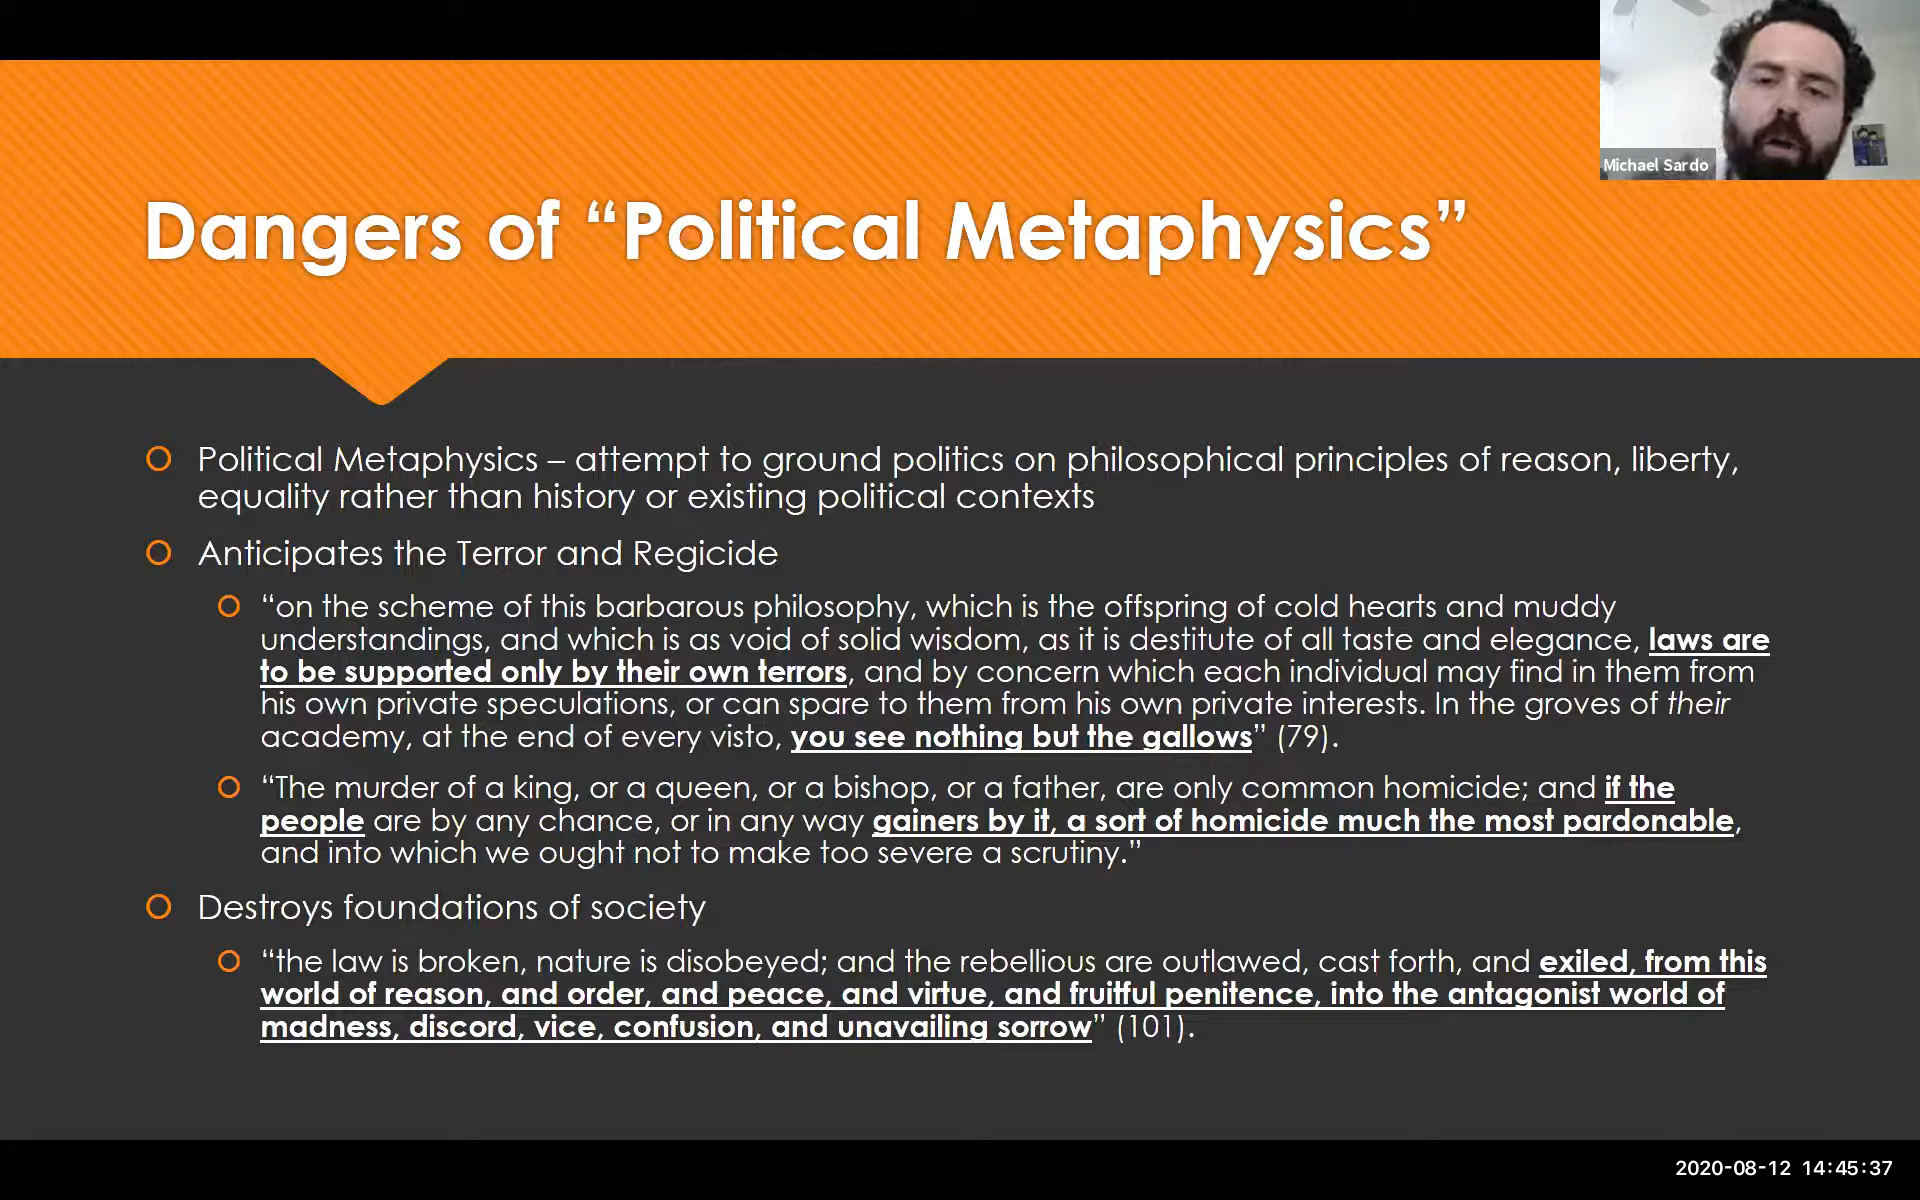 Michael Sardo
Dangers of “Political Metaphysics”
Political Metaphysics – attempt to ground politics on philosophical principles of reason, liberty,
equality rather than history or existing political contexts
Anticipates the Terror and Regicide
“on the scheme of this barbarous philosophy, which is the offspring of cold hearts and muddy
understandings, and which is as void of solid wisdom, as it is destitute of all taste and elegance, laws are
to be supported only by their own terrors, and by concern which each individual may find in them from
his own private speculations, or can spare to them from his own private interests. In the groves of their
academy, at the end of every visto, you see nothing but the gallows” (79).
“The murder of a king, or a queen, or a bishop, or a father, are only common homicide; and if the
people are by any chance, or in any way gainers by it, a sort of homicide much the most pardonable,
and into which we ought not to make too severe a scrutiny.”
Destroys foundations of society
“the law is broken, nature is disobeyed; and the rebellious are outlawed, cast forth, and exiled, from this
world of reason, and order, and peace, and virtue, and fruitful penitence, into the antagonist world of
madness, discord, vice, confusion, and unavailing sorrow” (101).
2020-08-12 14:45:37